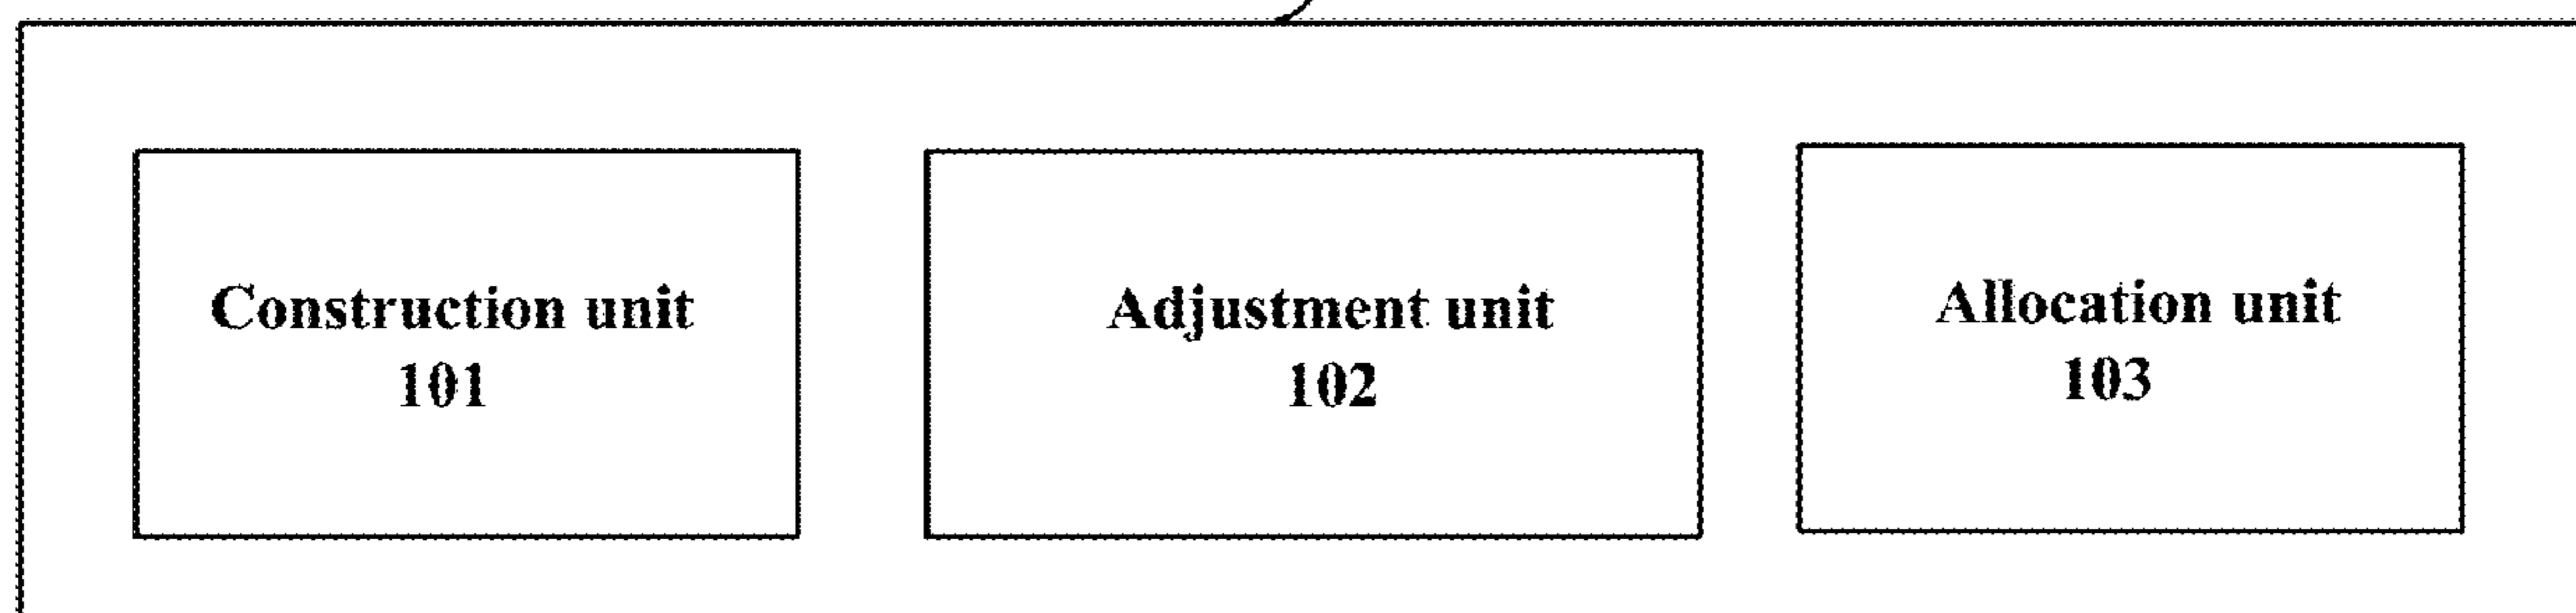 Construction unit
101
Adjustment unit
102
Allocation unit
103